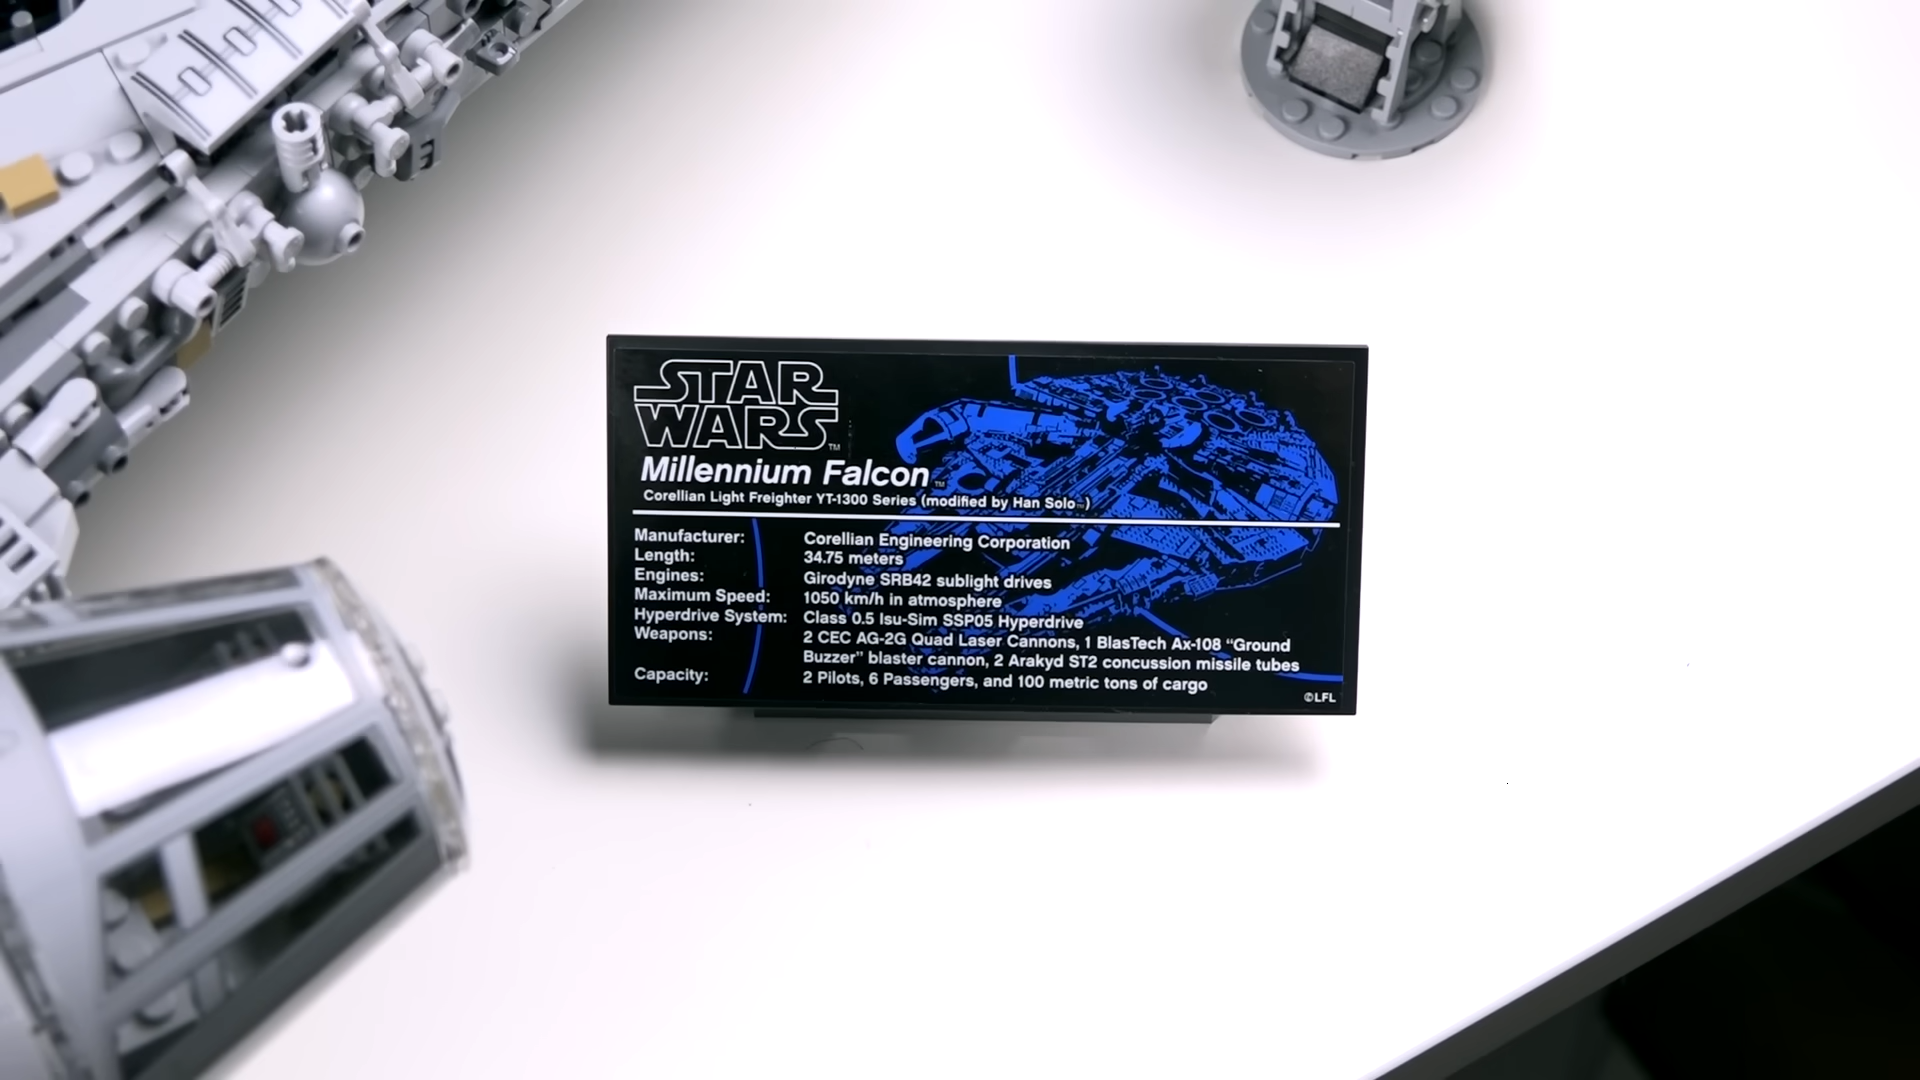 STAR
WARS™
Millennium Falcon™
Corellian Light Freighter YT-1300 Series (modified by Han Solo™)
Manufacturer: Corellian Engineering Corporation
Length: 34.75 meters
Engines: Girodyne SRB42 sublight drives
Maximum Speed: 1050 km/h in atmosphere
Hyperdrive System: Class 0.5 Isu-Sim SSP05 Hyperdrive
Weapons: 2 CEC AG-2G Quad Laser Cannons, 1 BlasTech Ax-108 “Ground
Buzzer” blaster cannon, 2 Arakyd ST2 concussion missile tubes
Capacity: 2 Pilots, 6 Passengers, and 100 metric tons of cargo
©LFL